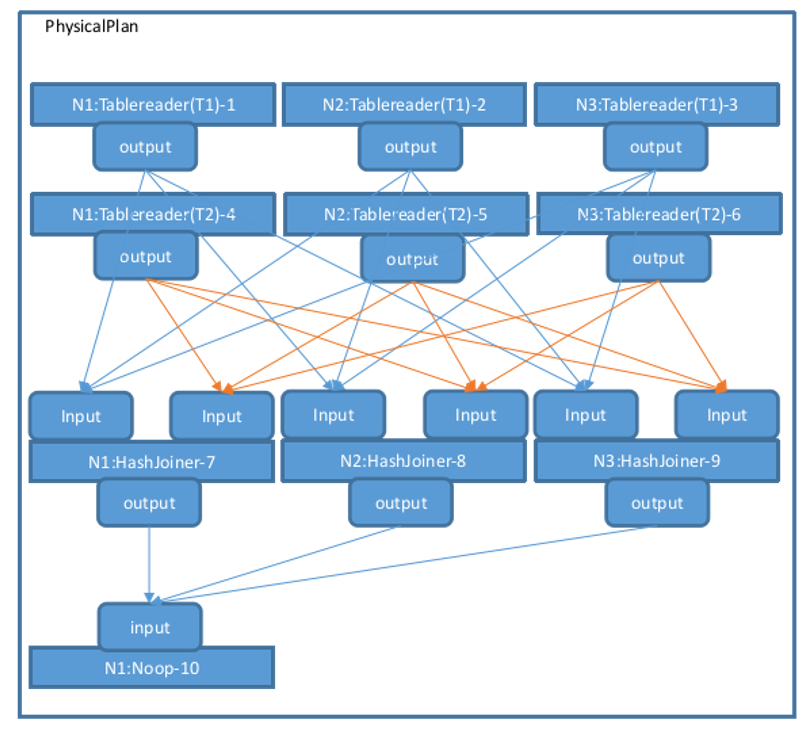 PhysicalPlan
N1:Tablereader(T1)-1
N2:Tablereader(T1)-2
N3:Tablereader(T1)-3
output
output
output
N1:Tablereader(T2)-4
N2:Tablereader(T2)-5
N3:Tablereader(T2)-6
output
output
output
Input
Input
Input
Input
Input
Input
N1:HashJoiner-7
N2:HashJoiner-8
N3:HashJoiner-9
output
output
output
input
N1:Noop-10